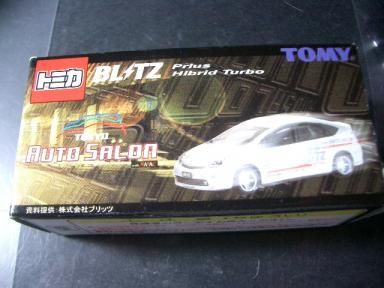 トミカ BLITZ Prius TOMY
Hibrid Turbo
TOKYO
AUTO SALON
資料提供:株式会社ブリッツ